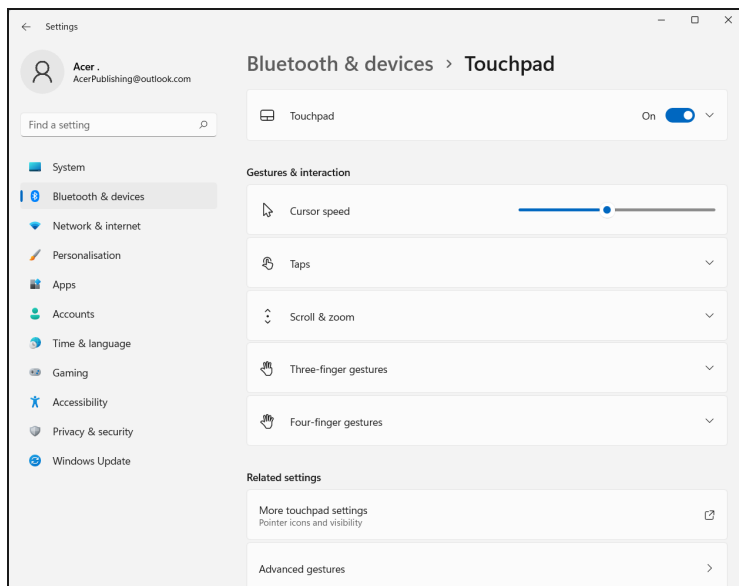 Settings
Acer .
AcerPublishing@outlook.com
Find a setting
System
Bluetooth & devices
Network & internet
Personalisation
Apps
Accounts
Time & language
Gaming
Accessibility
Privacy & security
Windows Update
Bluetooth & devices > Touchpad
Touchpad On
Gestures & interaction
Cursor speed
Taps
Scroll & zoom
Three-finger gestures
Four-finger gestures
Related settings
More touchpad settings
Pointer icons and visibility
Advanced gestures